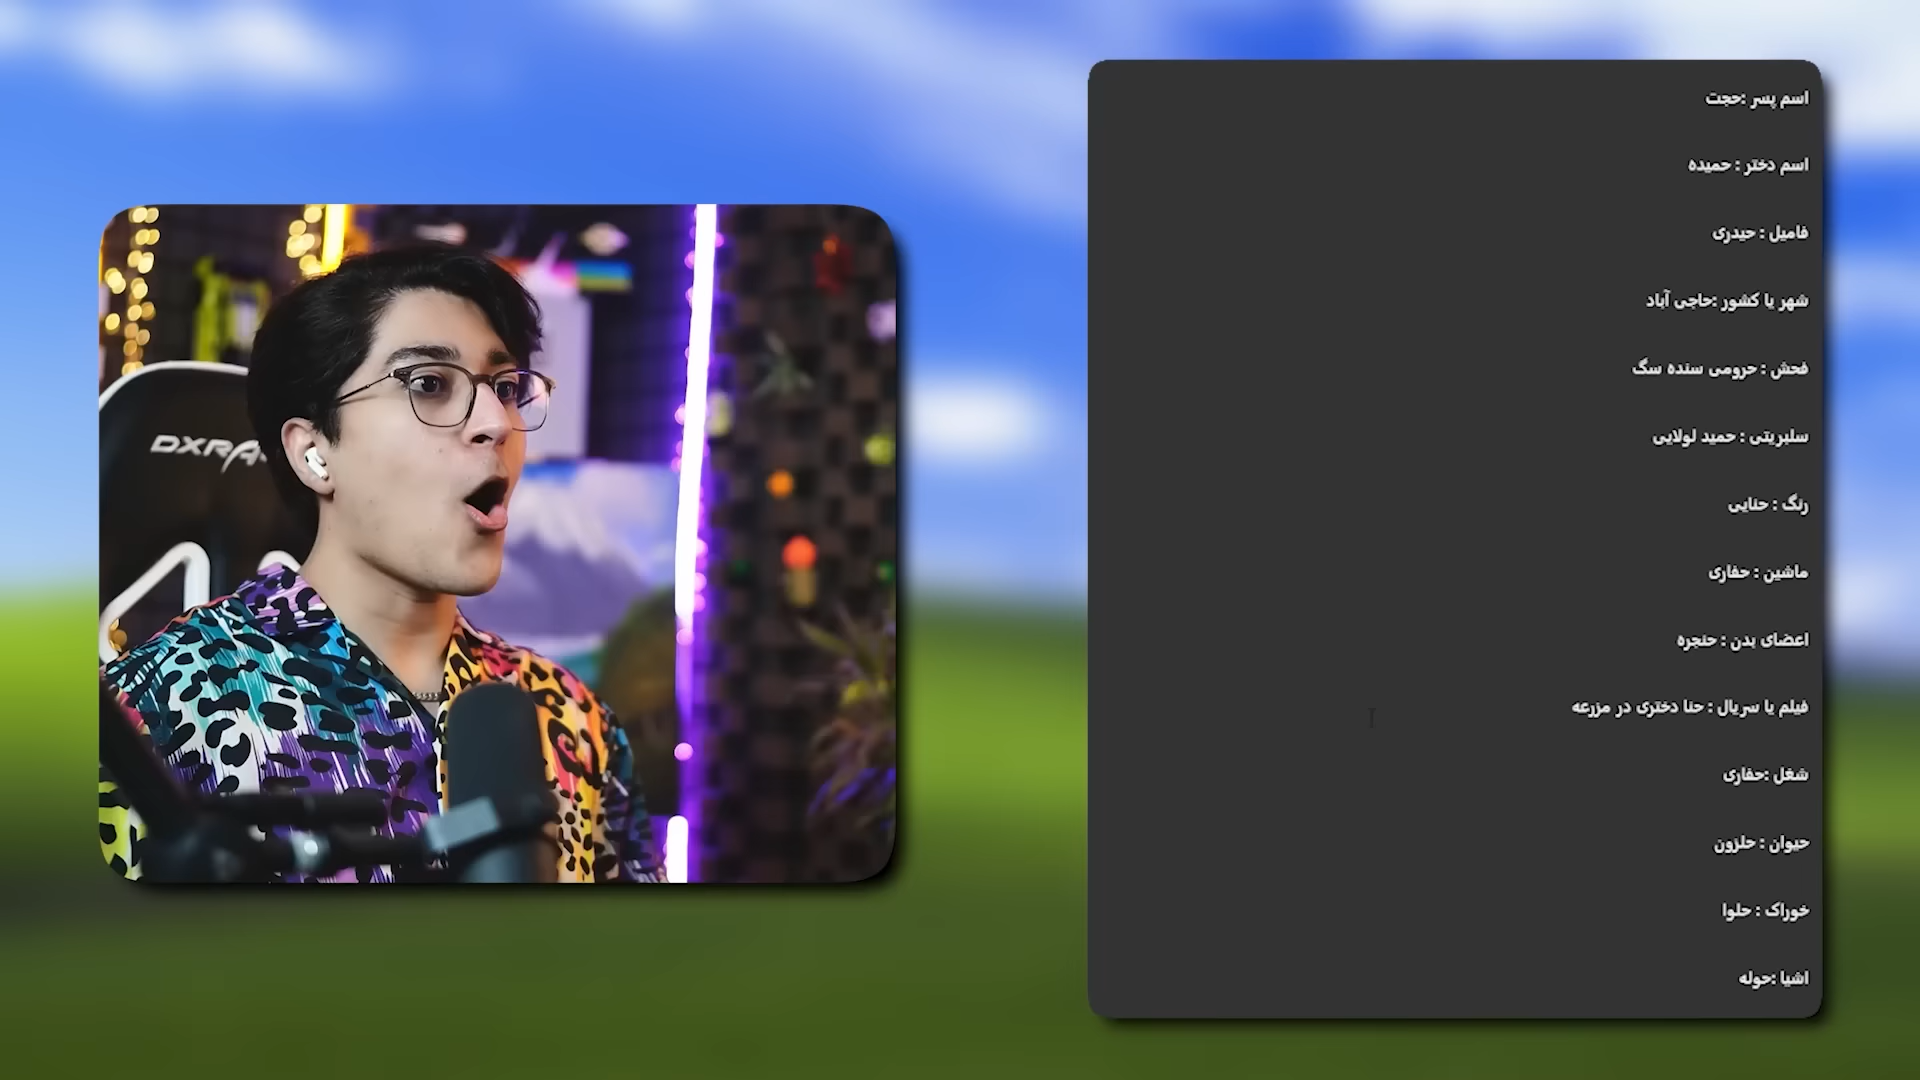 DXRA
اسم پسر :حجت
اسم دختر : حمیده
فامیل : حیدری
شهر یا کشور :حاجی آباد
فحش : حرومی سنده سگ
سلبریتی : حمید لولایی
رنگ : حنایی
ماشین : حفاری
اعضای بدن : حنجره
فیلم یا سریال : حنا دختری در مزرعه
شغل :حفاری
حیوان : حلزون
خوراک : حلوا
اشیا :حوله